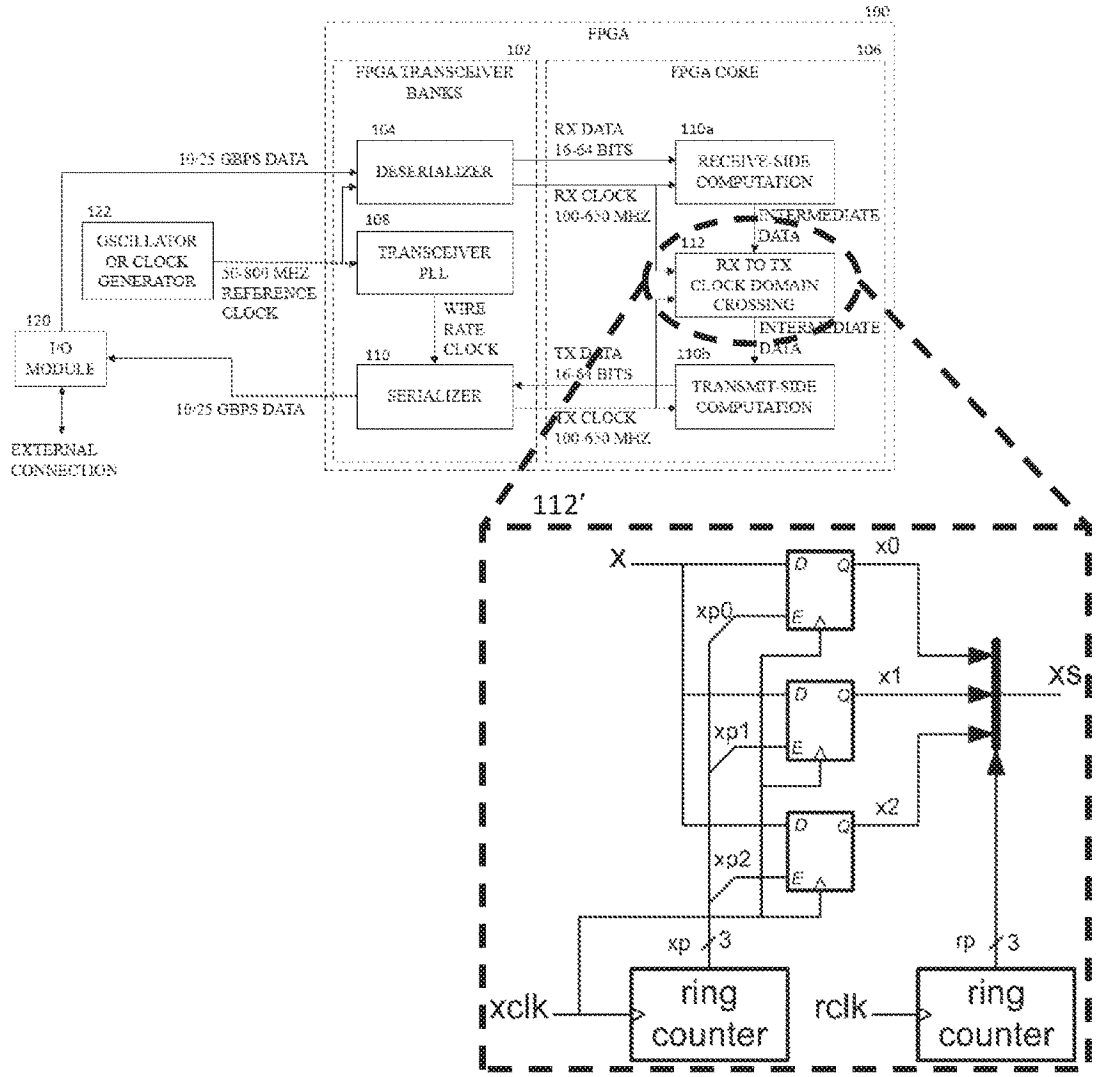 100
FPGA
102
FPGA TRANSCEIVER
BANKS
106
FPGA CORE
104
DESERIALIZER
10/25 GBPS DATA
RX DATA
16-64 BITS
RX CLOCK
100-650 MHZ
110a
RECEIVE-SIDE
COMPUTATION
INTERMEDIATE
DATA
122
OSCILLATOR
OR CLOCK
GENERATOR
50-800 MHZ
REFERENCE
CLOCK
108
TRANSCEIVER
PLL
112
RX TO TX
CLOCK DOMAIN
CROSSING
WIRE
RATE
CLOCK
INTERMEDIATE
DATA
120
I/O
MODULE
110
SERIALIZER
TX DATA
16-64 BITS
TX CLOCK
100-650 MHZ
110b
TRANSMIT-SIDE
COMPUTATION
10/25 GBPS DATA
EXTERNAL
CONNECTION
112'
X
D Q
E
x0
xp0
D Q
E
x1
xp1
xs
D Q
E
x2
xp2
xp 3
rp 3
xclk
ring
counter
rclk
ring
counter